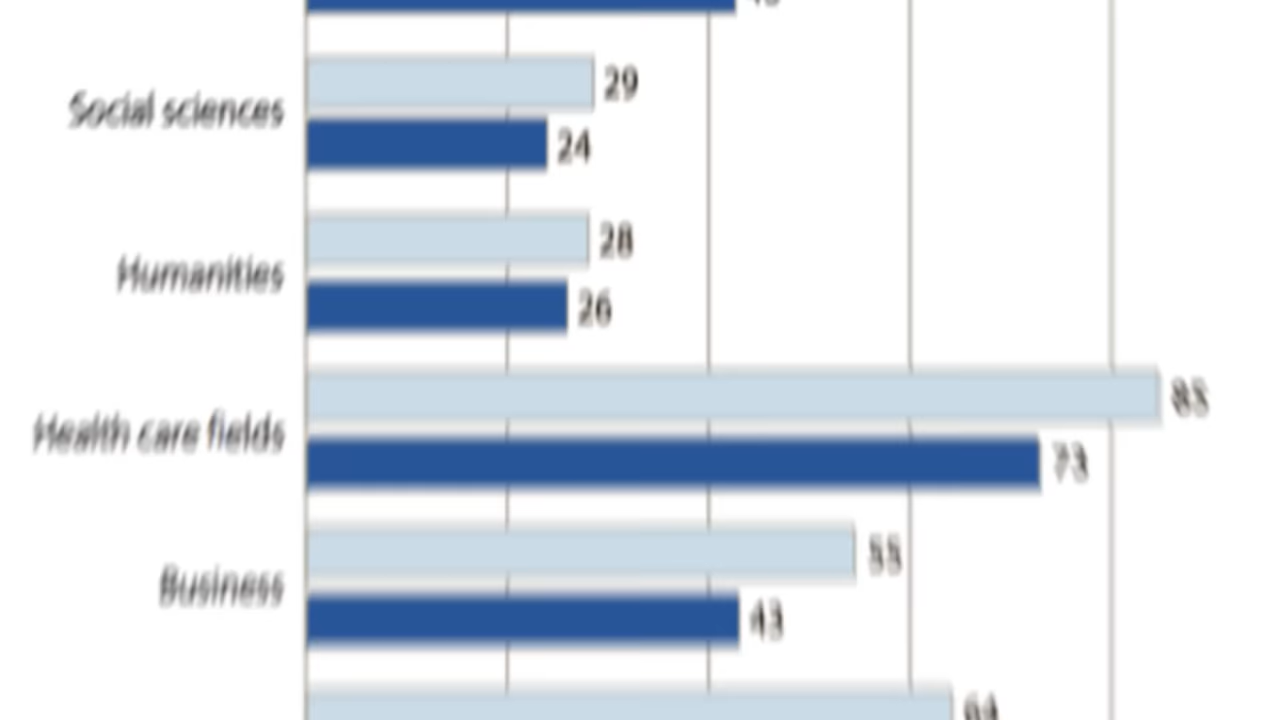 Social sciences
29
24
Humanities
28
26
Health care fields
85
73
Business
55
43